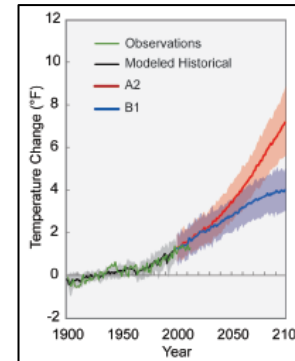 12
Observations
Modeled Historical
10
A2
8
B1
6
4
2
0
-2
Temperature Change (°F)
1900 1950 2000 2050 210
Year